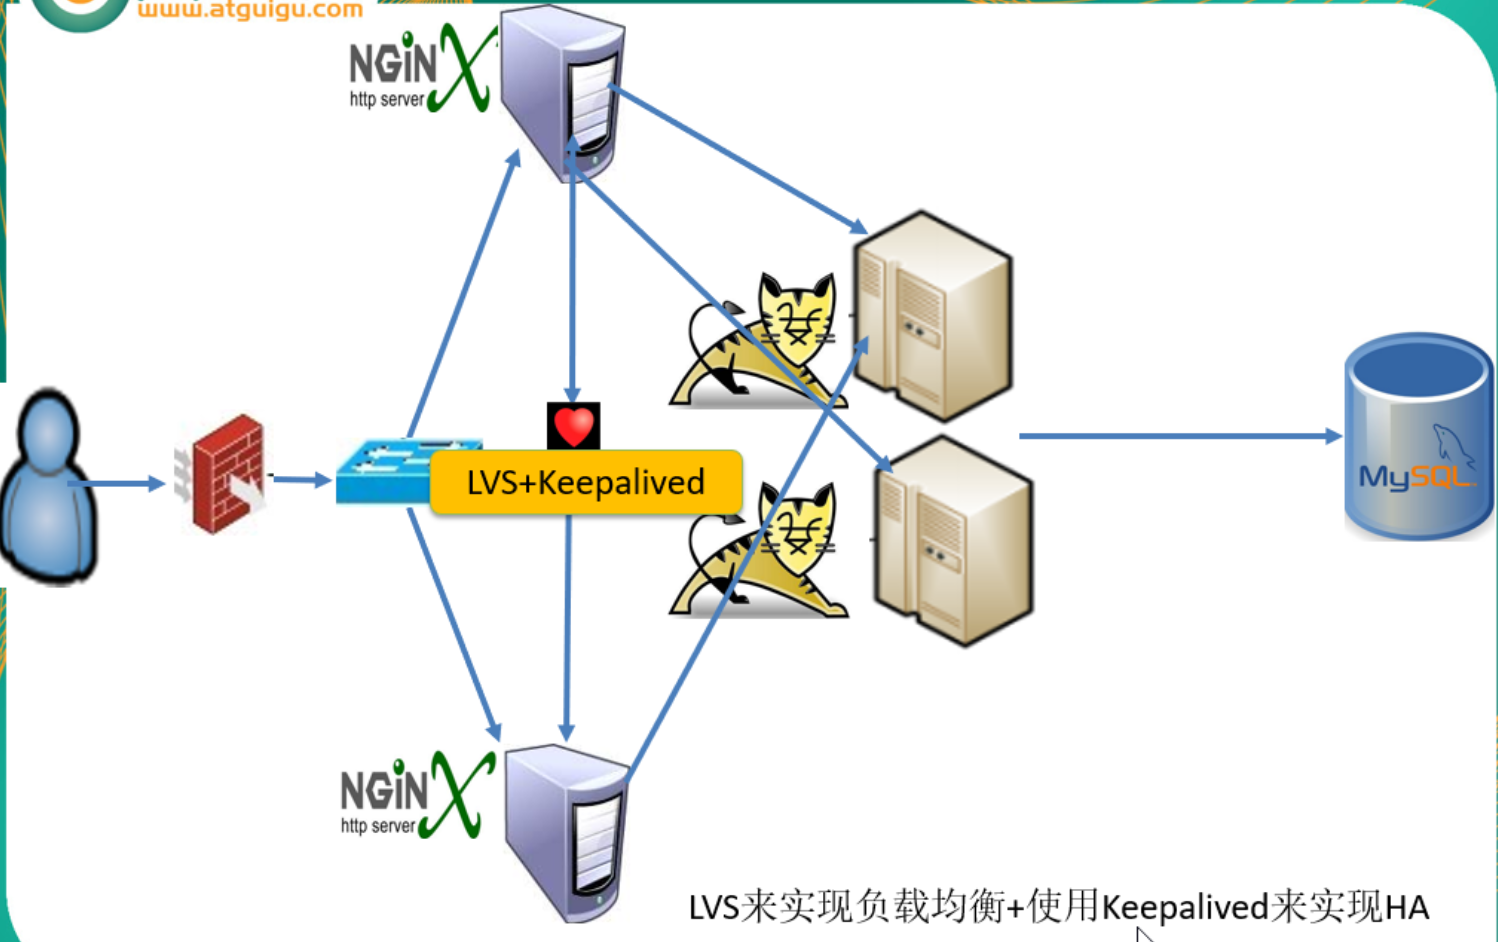 www.atguigu.com
NGiNX
http server
LVS+Keepalived
MySQL
NGiNX
http server
LVS来实现负载均衡+使用Keepalived来实现HA